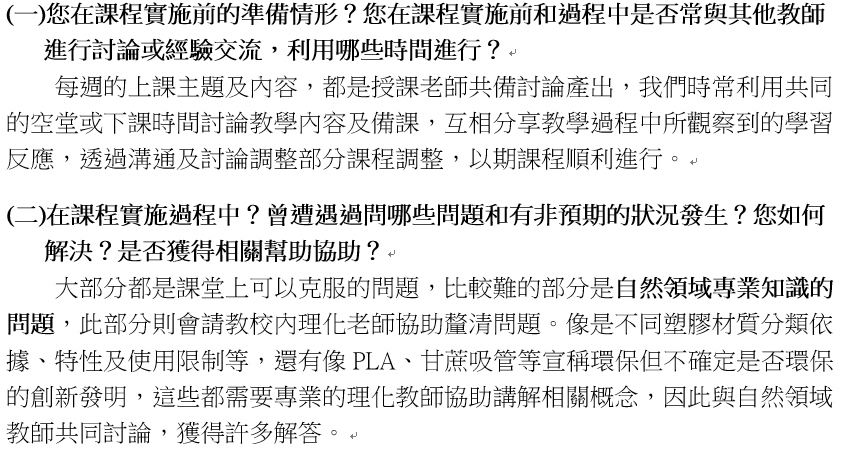 (一)您在課程實施前的準備情形？您在課程實施前和過程中是否常與其他教師
進行討論或經驗交流，利用哪些時間進行？
每週的上課主題及內容，都是授課老師共備討論產出，我們時常利用共同
的空堂或下課時間討論教學內容及備課，互相分享教學過程中所觀察到的學習
反應，透過溝通及討論調整部分課程調整，以期課程順利進行。
(二)在課程實施過程中？曾遭遇過問哪些問題和有非預期的狀況發生？您如何
解決？是否獲得相關幫助協助？
大部分都是課堂上可以克服的問題，比較難的部分是自然領域專業知識的
問題，此部分則會請教校內理化老師協助釐清問題。像是不同塑膠材質分類依
據、特性及使用限制等，還有像 PLA、甘蔗吸管等宣稱環保但不確定是否環保
的創新發明，這些都需要專業的理化教師協助講解相關概念，因此與自然領域
教師共同討論，獲得許多解答。